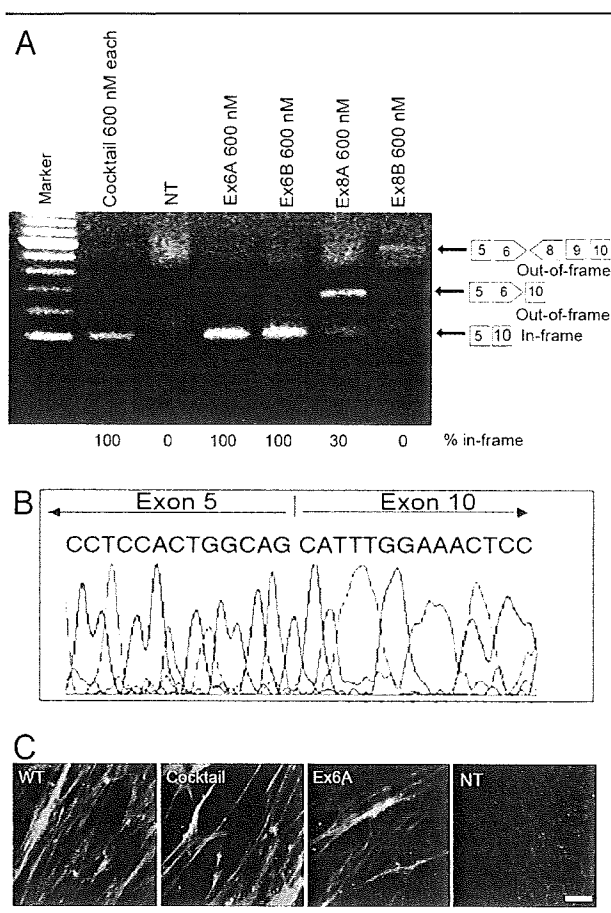 A
Marker
Cocktail 600 nM each
NT
Ex6A 600 nM
Ex6B 600 nM
Ex8A 600 nM
Ex8B 600 nM
5 6 8 9 10
Out-of-frame
5 6 10
Out-of-frame
5 10 In-frame
100 0 100 100 30 0 % in-frame
B
Exon 5 Exon 10
CCTCCACTGGCAG CATTTGGAAACTCC
C
WT
Cocktail
Ex6A
NT